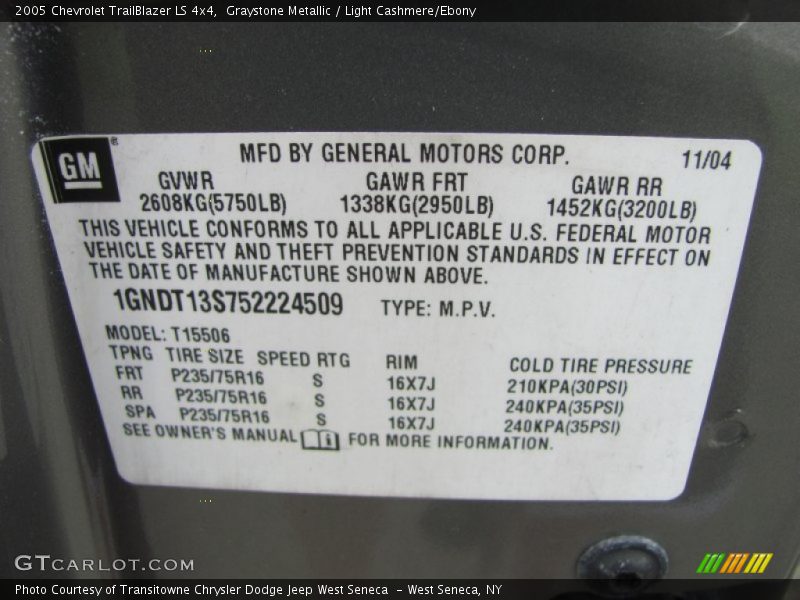 2005 Chevrolet TrailBlazer LS 4x4,  Graystone Metallic / Light Cashmere/Ebony
GM®
MFD BY GENERAL MOTORS CORP. 11/04
GVWR GAWR FRT GAWR RR
2608KG(5750LB) 1338KG(2950LB) 1452KG(3200LB)
THIS VEHICLE CONFORMS TO ALL APPLICABLE U.S. FEDERAL MOTOR
VEHICLE SAFETY AND THEFT PREVENTION STANDARDS IN EFFECT ON
THE DATE OF MANUFACTURE SHOWN ABOVE.
1GNDT13S752224509 TYPE: M.P.V.
MODEL: T15506
TPNG TIRE SIZE SPEED RTG RIM COLD TIRE PRESSURE
FRT P235/75R16 S 16X7J 210KPA(30PSI)
RR P235/75R16 S 16X7J 240KPA(35PSI)
SPA P235/75R16 S 16X7J 240KPA(35PSI)
SEE OWNER'S MANUAL FOR MORE INFORMATION.
GTCARLOT.COM
Photo Courtesy of Transitowne Chrysler Dodge Jeep West Seneca  - West Seneca, NY